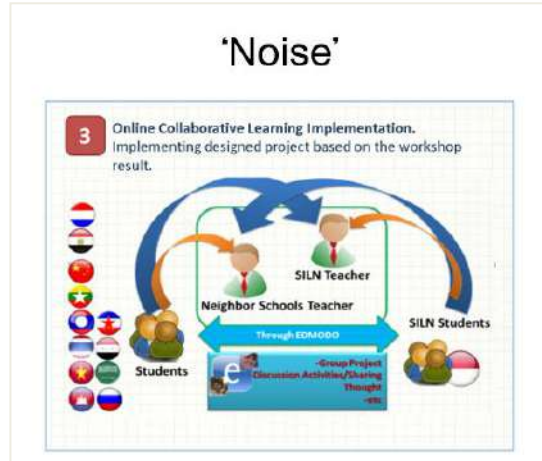 ‘Noise’
3
Online Collaborative Learning Implementation.
Implementing designed project based on the workshop
result.
SILN Teacher
Neighbor Schools Teacher
SILN Students
Through EDMODO
Students
e
-Group Project
Discussion Activities/Sharing
Thought
-etc